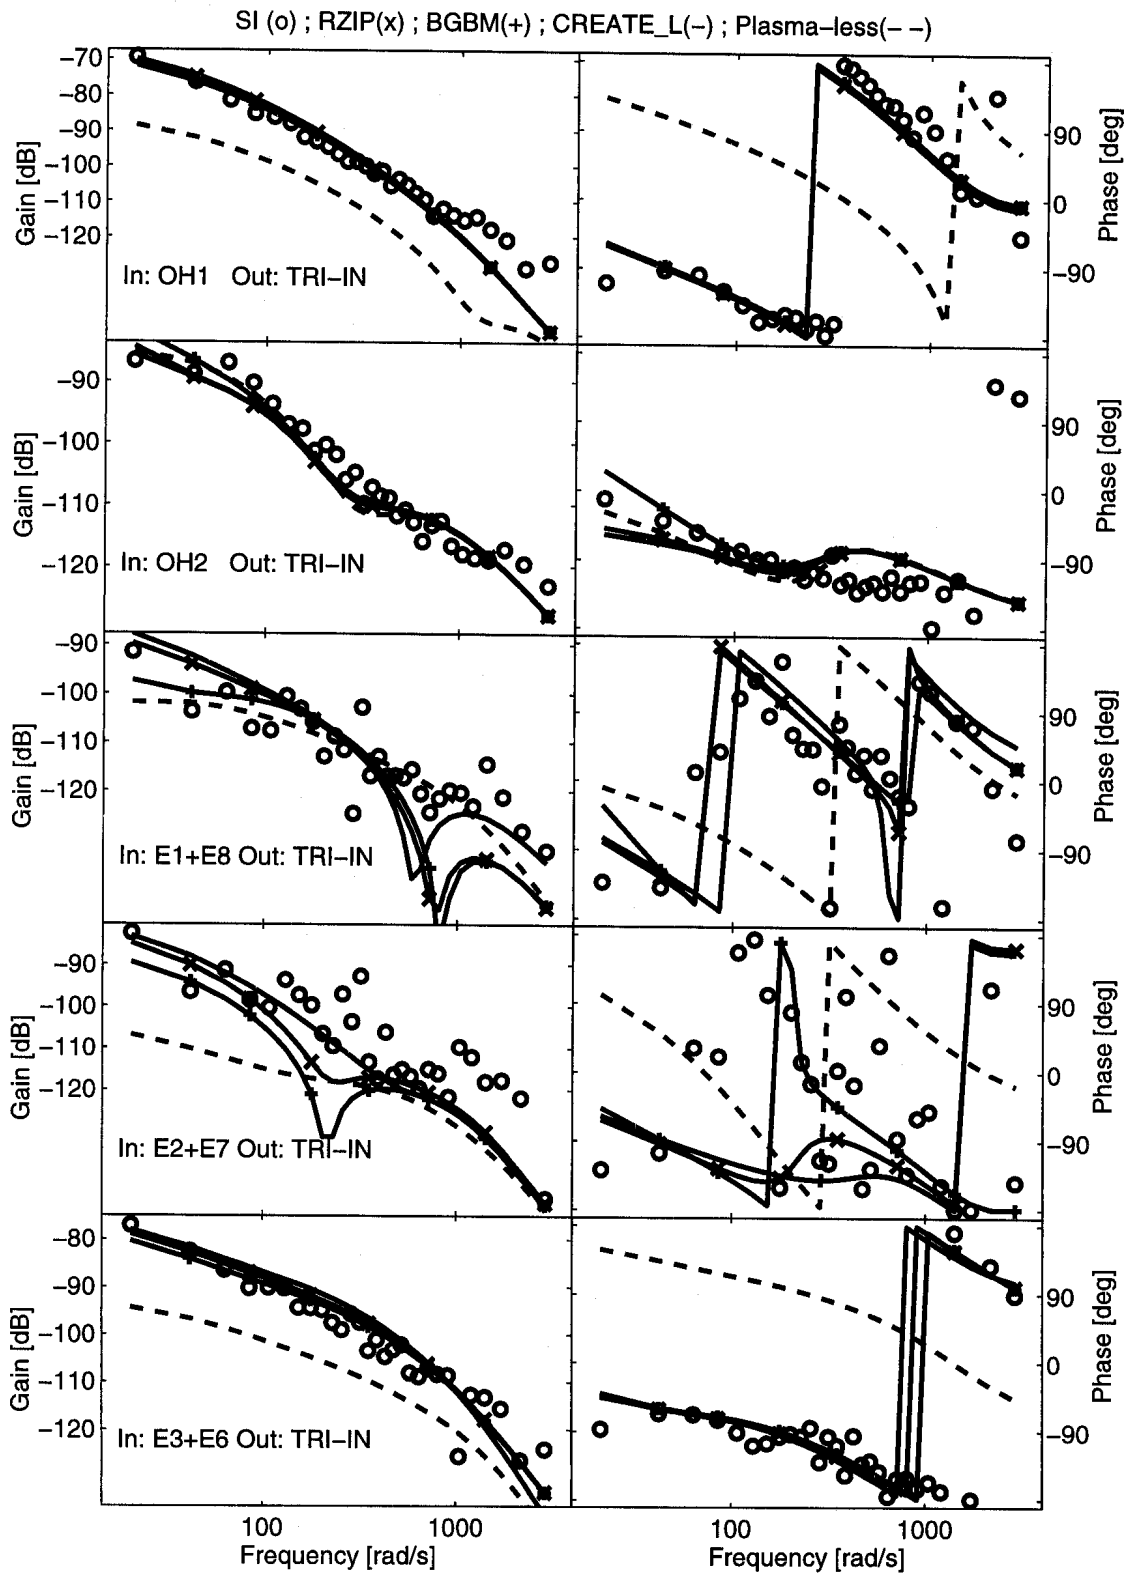 SI (o) ; RZIP(x) ; BGBM(+) ; CREATE_L(−) ; Plasma−less(− −)
−70
−80
−90
−100
−110
−120
Gain [dB]
In: OH1 Out: TRI−IN
90
0
−90
Phase [deg]
−90
−100
−110
−120
Gain [dB]
In: OH2 Out: TRI−IN
90
0
−90
Phase [deg]
−90
−100
−110
−120
Gain [dB]
In: E1+E8 Out: TRI−IN
90
0
−90
Phase [deg]
−90
−100
−110
−120
Gain [dB]
In: E2+E7 Out: TRI−IN
90
0
−90
Phase [deg]
−80
−90
−100
−110
−120
Gain [dB]
In: E3+E6 Out: TRI−IN
90
0
−90
Phase [deg]
100 1000
Frequency [rad/s]
100 1000
Frequency [rad/s]